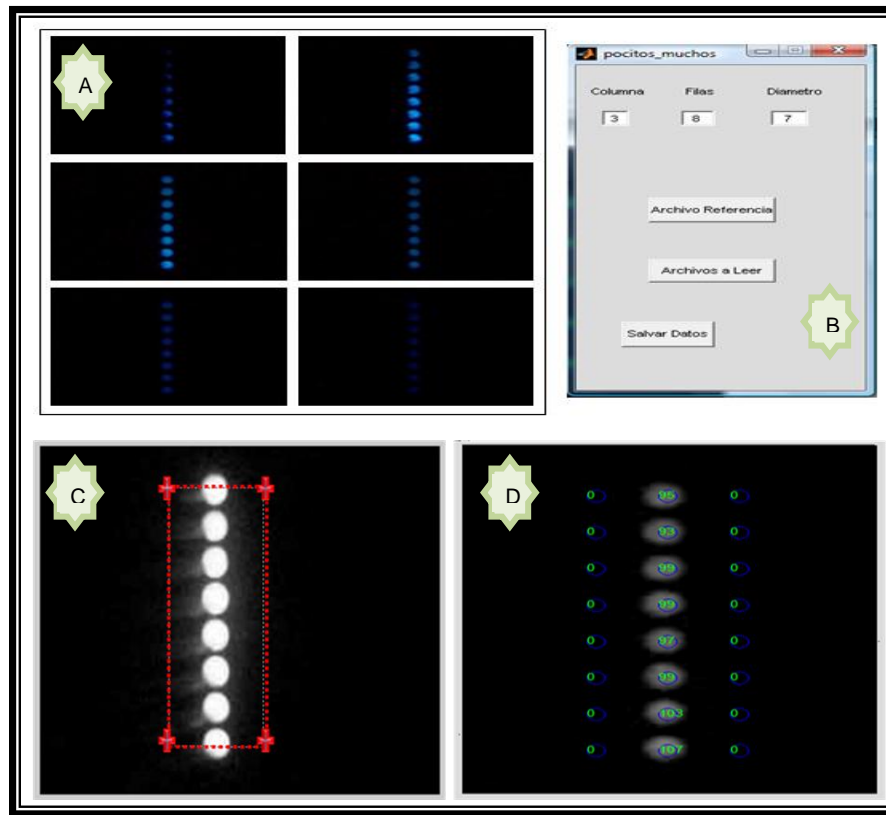 A
pocitos_muchos
Columna Filas Diametro
3 8 7
Archivo Referencia
Archivos a Leer
Salvar Datos
B
C
D
0 95 0
0 93 0
0 99 0
0 99 0
0 97 0
0 99 0
0 103 0
0 107 0